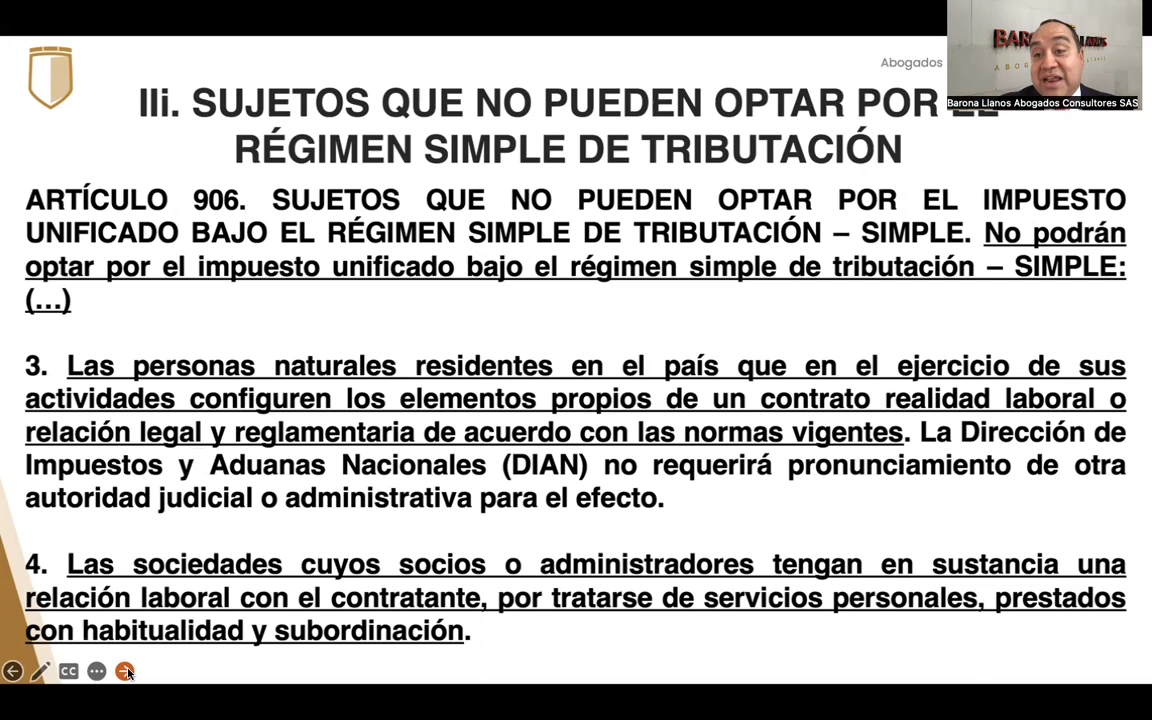 Abogados
BARONA LLANOS
Barona Llanos Abogados Consultores SAS
IIi. SUJETOS QUE NO PUEDEN OPTAR POR EL
RÉGIMEN SIMPLE DE TRIBUTACIÓN
ARTÍCULO 906. SUJETOS QUE NO PUEDEN OPTAR POR EL IMPUESTO
UNIFICADO BAJO EL RÉGIMEN SIMPLE DE TRIBUTACIÓN – SIMPLE. No podrán
optar por el impuesto unificado bajo el régimen simple de tributación – SIMPLE:
(...)
3. Las personas naturales residentes en el país que en el ejercicio de sus
actividades configuren los elementos propios de un contrato realidad laboral o
relación legal y reglamentaria de acuerdo con las normas vigentes. La Dirección de
Impuestos y Aduanas Nacionales (DIAN) no requerirá pronunciamiento de otra
autoridad judicial o administrativa para el efecto.
4. Las sociedades cuyos socios o administradores tengan en sustancia una
relación laboral con el contratante, por tratarse de servicios personales, prestados
con habitualidad y subordinación.
CC